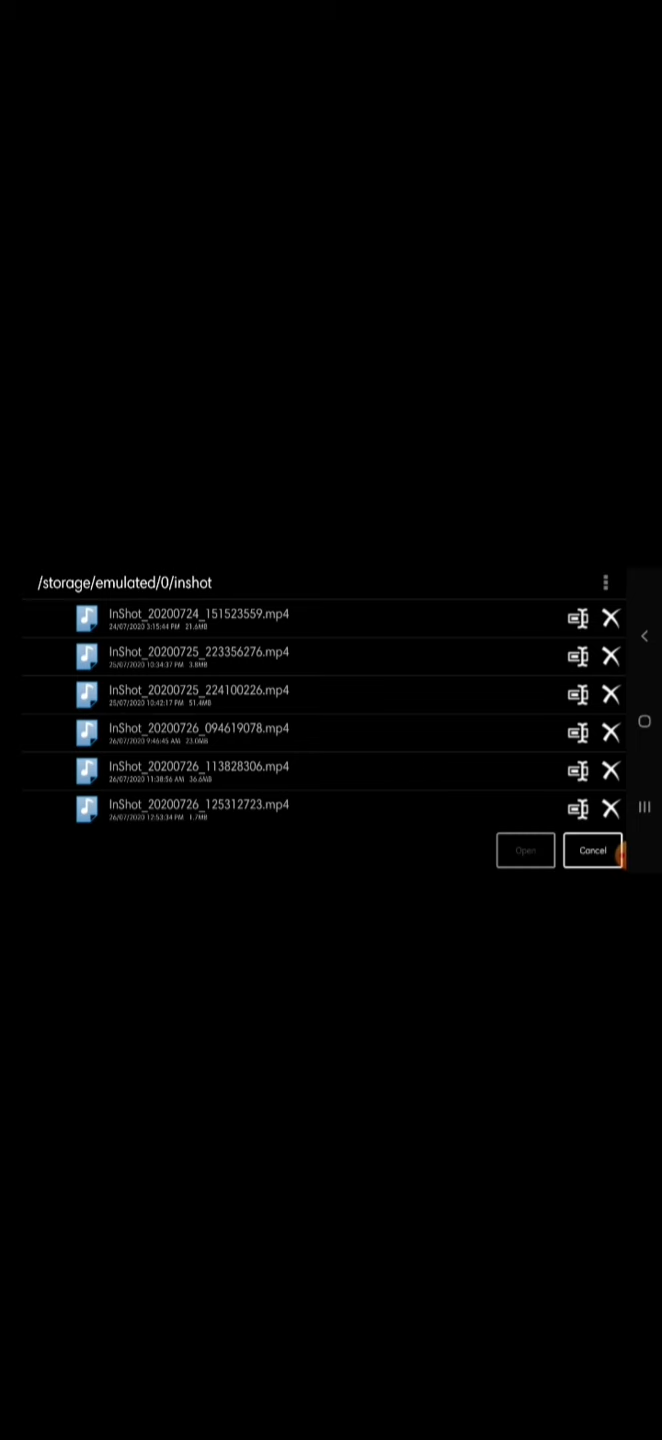 /storage/emulated/0/inshot
InShot_20200724_151523559.mp4
24/07/2020 3:15:44 PM 21.6MB
InShot_20200725_223356276.mp4
25/07/2020 10:34:37 PM 3.8MB
InShot_20200725_224100226.mp4
25/07/2020 10:42:17 PM 51.4MB
InShot_20200726_094619078.mp4
26/07/2020 9:46:45 AM 23.0MB
InShot_20200726_113828306.mp4
26/07/2020 11:38:56 AM 36.6MB
InShot_20200726_125312723.mp4
26/07/2020 12:53:34 PM 1.7MB
Open Cancel